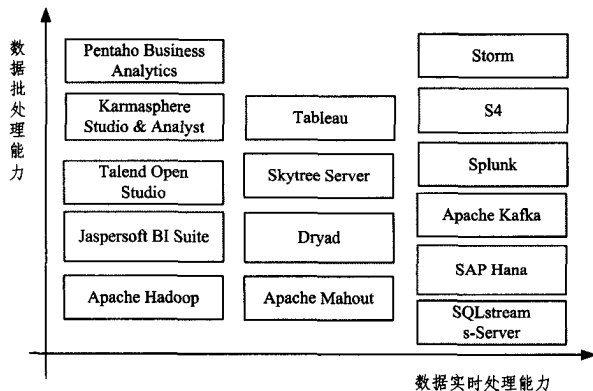 数据批处理能力
Pentaho Business
Analytics
Karmasphere
Studio & Analyst
Talend Open
Studio
Jaspersoft BI Suite
Apache Hadoop
Tableau
Skytree Server
Dryad
Apache Mahout
Storm
S4
Splunk
Apache Kafka
SAP Hana
SQLstream
s-Server
数据实时处理能力